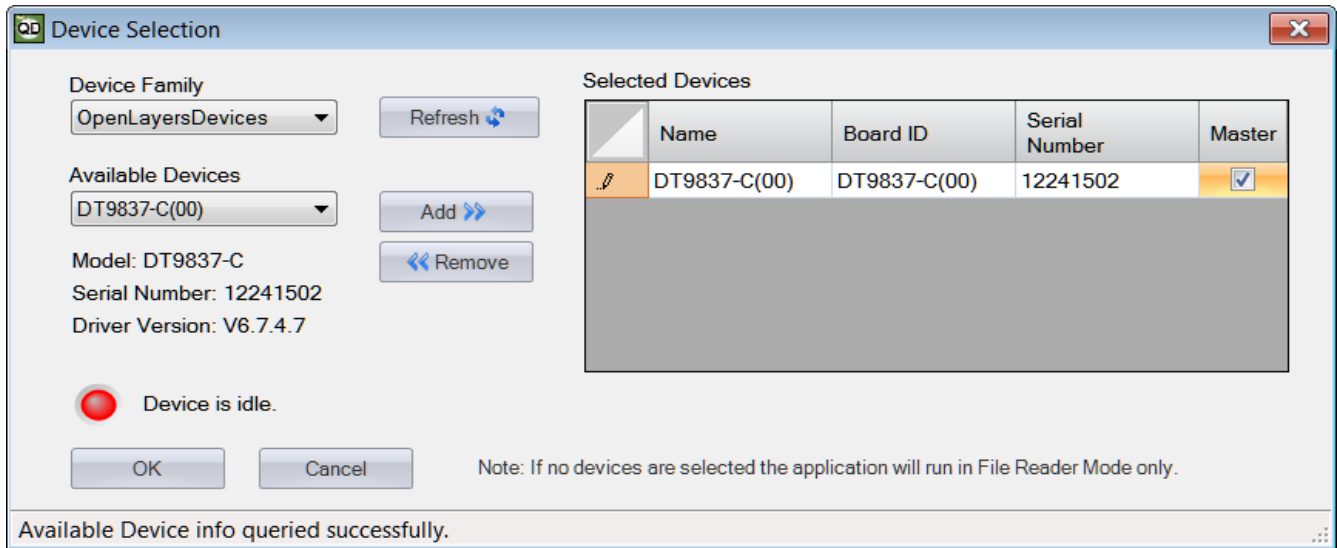 QD Device Selection
Device Family
OpenLayersDevices
Refresh
Available Devices
DT9837-C(00)
Add
Remove
Model: DT9837-C
Serial Number: 12241502
Driver Version: V6.7.4.7
Device is idle.
Selected Devices
Name Board ID Serial Number Master
DT9837-C(00) DT9837-C(00) 12241502
OK Cancel Note: If no devices are selected the application will run in File Reader Mode only.
Available Device info queried successfully.